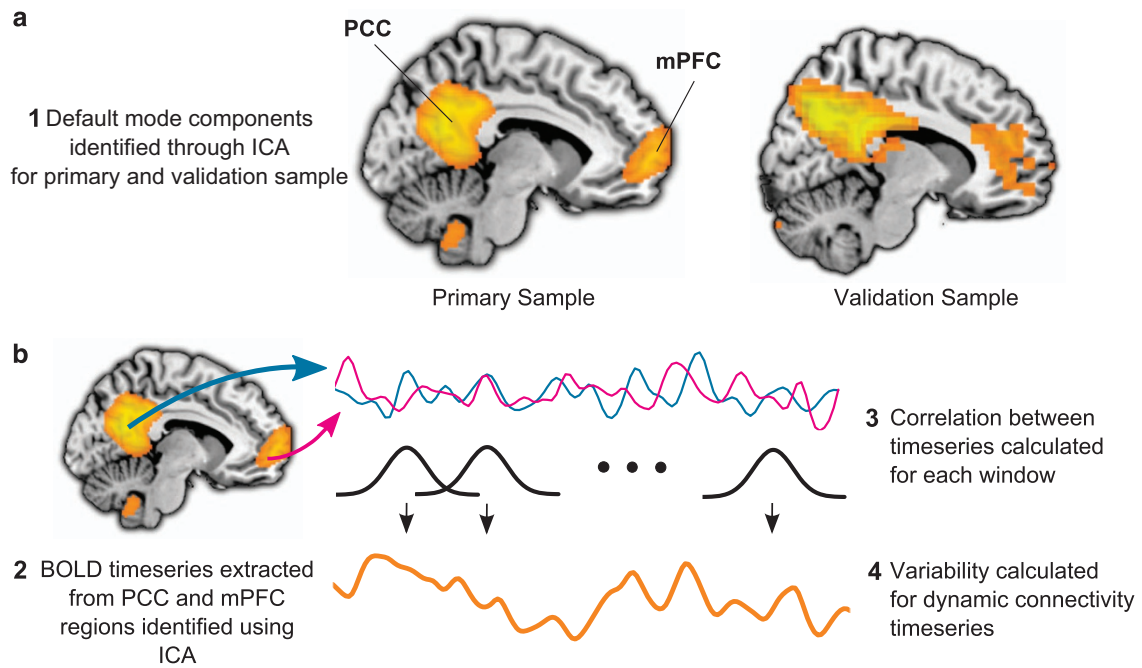 a
PCC
mPFC
1 Default mode components
identified through ICA
for primary and validation sample
Primary Sample
Validation Sample
b
3 Correlation between
timeseries calculated
for each window
2 BOLD timeseries extracted
from PCC and mPFC
regions identified using
ICA
4 Variability calculated
for dynamic connectivity
timeseries